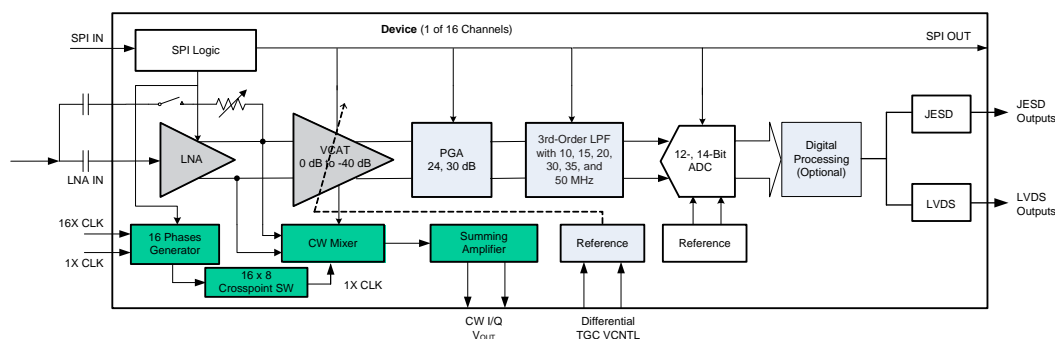 Device (1 of 16 Channels)
SPI IN
SPI OUT
SPI Logic
LNA
VCAT
0 dB to -40 dB
PGA
24, 30 dB
3rd-Order LPF
with 10, 15, 20,
30, 35, and
50 MHz
12-, 14-Bit
ADC
Digital
Processing
(Optional)
JESD
JESD
Outputs
LVDS
LVDS
Outputs
LNA IN
16X CLK
1X CLK
16 Phases
Generator
CW Mixer
Summing
Amplifier
Reference
Reference
16 x 8
Crosspoint SW
1X CLK
CW I/Q
VOUT
Differential
TGC VCNTL